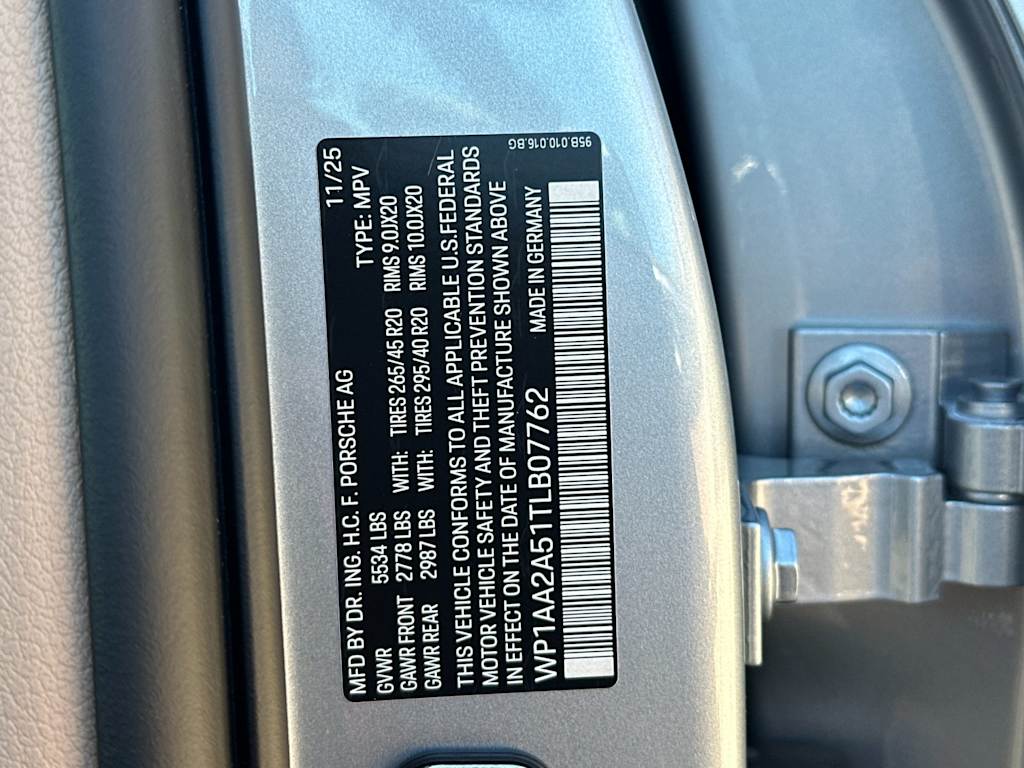 11/25
MFD BY DR. ING. H.C. F. PORSCHE AG TYPE: MPV
GVWR 5534 LBS
GAWR FRONT 2778 LBS WITH: TIRES 265/45 R20 RIMS 9.0JX20
GAWR REAR 2987 LBS WITH: TIRES 295/40 R20 RIMS 10.0JX20
THIS VEHICLE CONFORMS TO ALL APPLICABLE U.S.FEDERAL
MOTOR VEHICLE SAFETY AND THEFT PREVENTION STANDARDS
IN EFFECT ON THE DATE OF MANUFACTURE SHOWN ABOVE
WP1AA2A51TLB07762 MADE IN GERMANY
95B.010.016.BG